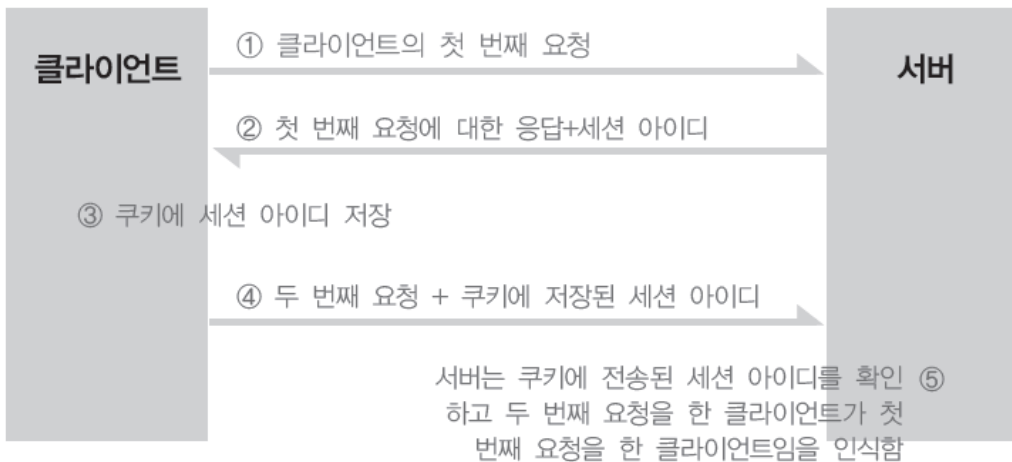 클라이언트
서버
① 클라이언트의 첫 번째 요청
② 첫 번째 요청에 대한 응답+세션 아이디
③ 쿠키에 세션 아이디 저장
④ 두 번째 요청 + 쿠키에 저장된 세션 아이디
서버는 쿠키에 전송된 세션 아이디를 확인 ⑤
하고 두 번째 요청을 한 클라이언트가 첫
번째 요청을 한 클라이언트임을 인식함